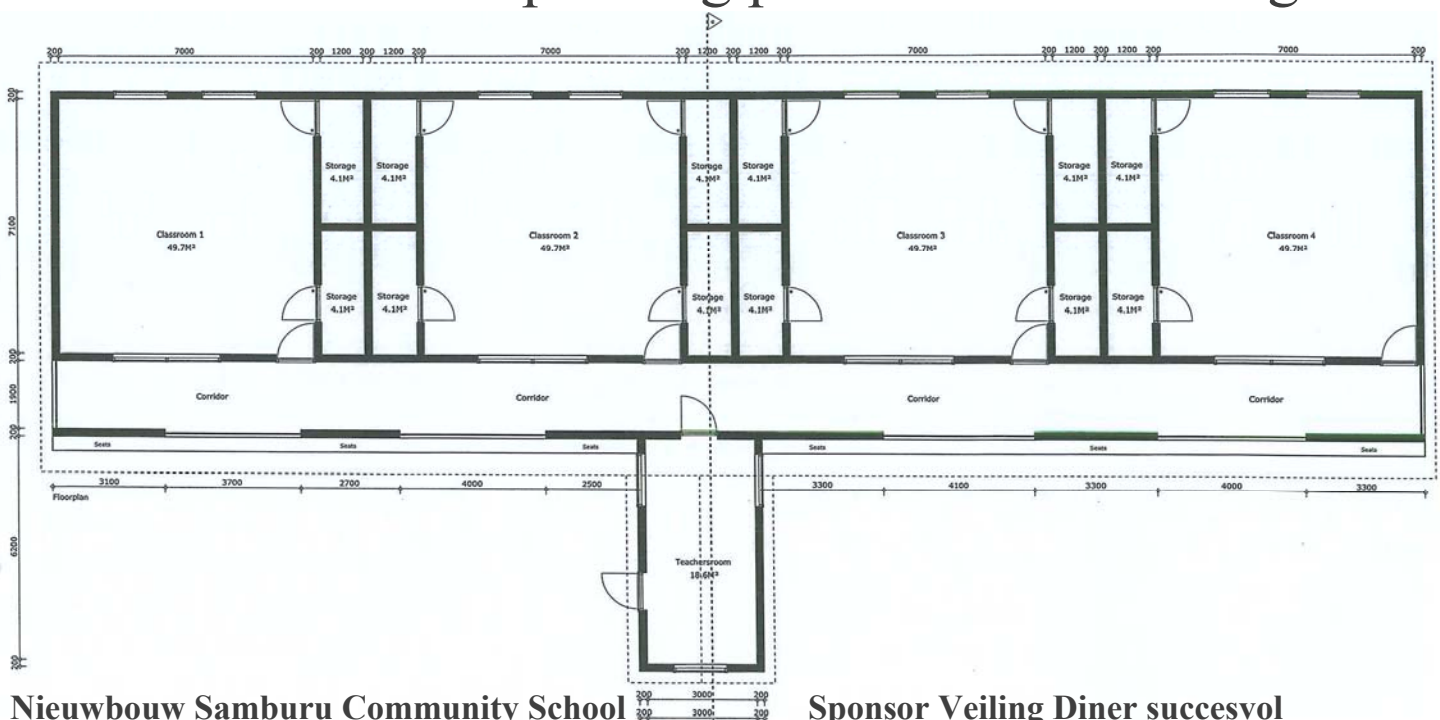 200 7000 200 1200 200 1200 200 7000 200 1200 200 1200 200 7000 200 1200 200 1200 200 7000 200
200
7100
200
1900
200
6200
200
Storage
4.1M²
Storage
4.1M²
Storage
4.1M²
Storage
4.1M²
Storage
4.1M²
Storage
4.1M²
Classroom 1
49.7M²
Classroom 2
49.7M²
Classroom 3
49.7M²
Classroom 4
49.7M²
Storage
4.1M²
Storage
4.1M²
Storage
4.1M²
Storage
4.1M²
Storage
4.1M²
Storage
4.1M²
Corridor
Corridor
Corridor
Corridor
Seats
Seats
Seats
Seats
Seats
Seats
3100 3700 2700 4000 2500 3300 4100 3300 4000 3300
Floorplan
Teachersroom
18.6M²
200 3000 200
200 3000 200
Nieuwbouw Samburu Community School
Sponsor Veiling Diner succesvol